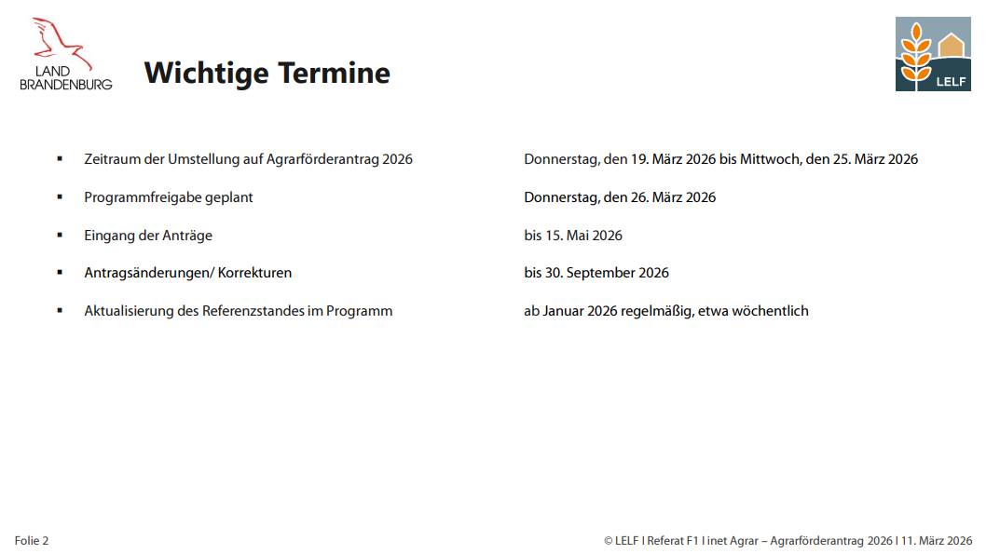 LAND
BRANDENBURG
Wichtige Termine
LELF
▪ Zeitraum der Umstellung auf Agrarförderantrag 2026 Donnerstag, den 19. März 2026 bis Mittwoch, den 25. März 2026
▪ Programmfreigabe geplant Donnerstag, den 26. März 2026
▪ Eingang der Anträge bis 15. Mai 2026
▪ Antragsänderungen/ Korrekturen bis 30. September 2026
▪ Aktualisierung des Referenzstandes im Programm ab Januar 2026 regelmäßig, etwa wöchentlich
Folie 2 © LELF I Referat F1 I inet Agrar – Agrarförderantrag 2026 I 11. März 2026